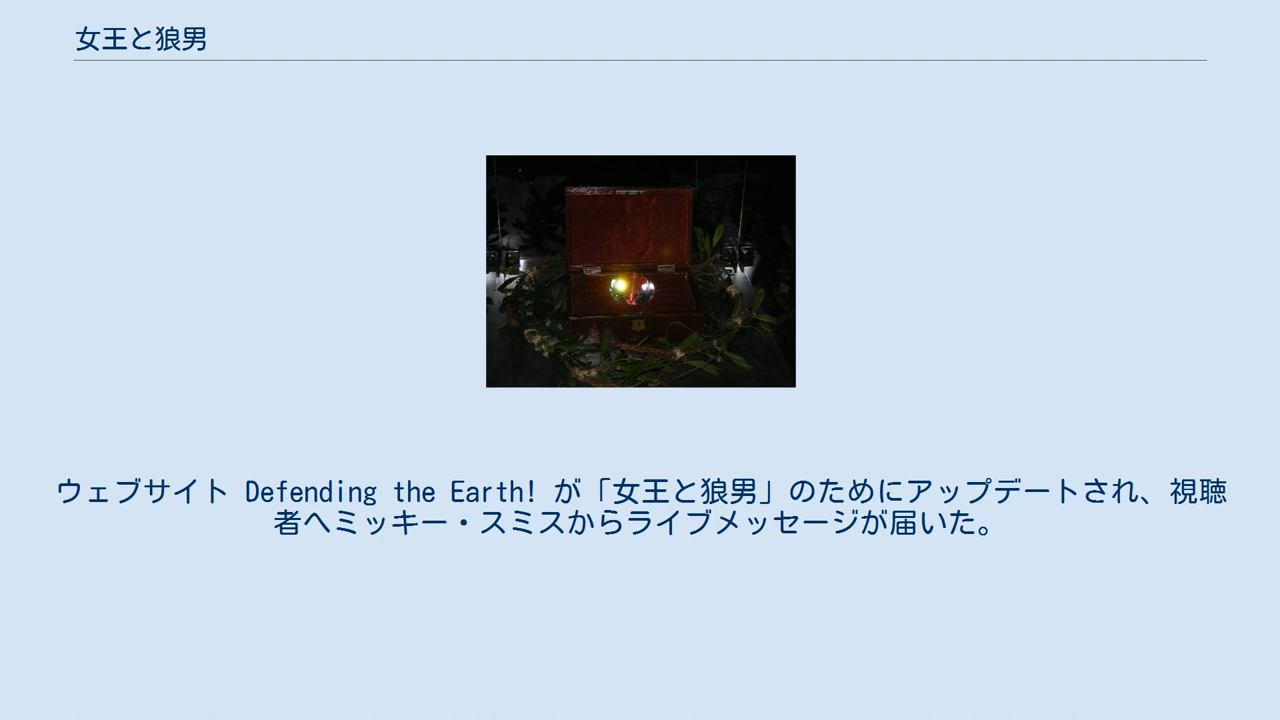 女王と狼男
ウェブサイト Defending the Earth! が「女王と狼男」のためにアップデートされ、視聴
者へミッキー・スミスからライブメッセージが届いた。